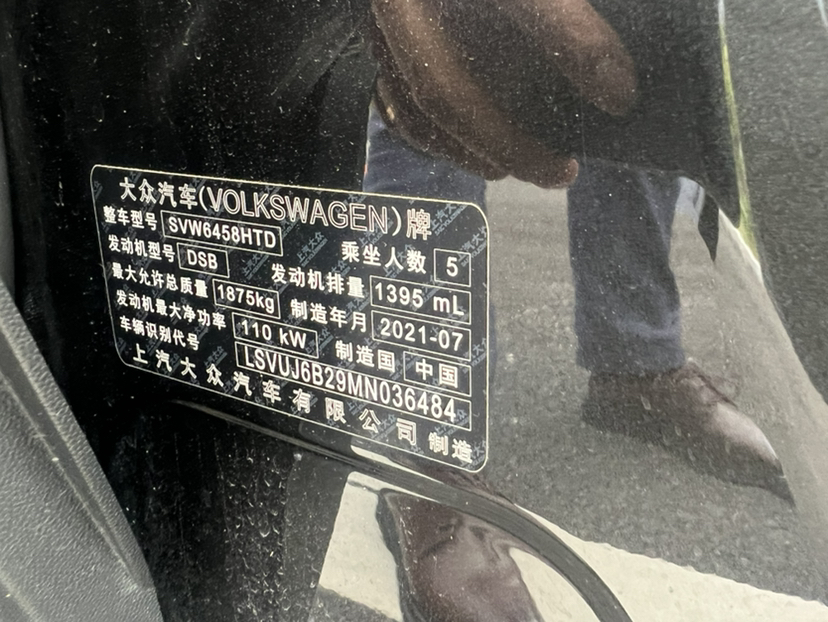 大众汽车(VOLKSWAGEN)牌
整车型号 SVW6458HTD 乘坐人数 5
发动机型号 DSB 发动机排量 1395 mL
最大允许总质量 1875kg 制造年月 2021-07
发动机最大净功率 110 kW 制造国 中国
车辆识别代号 LSVUJ6B29MN036484
上汽大众汽车有限公司 制造